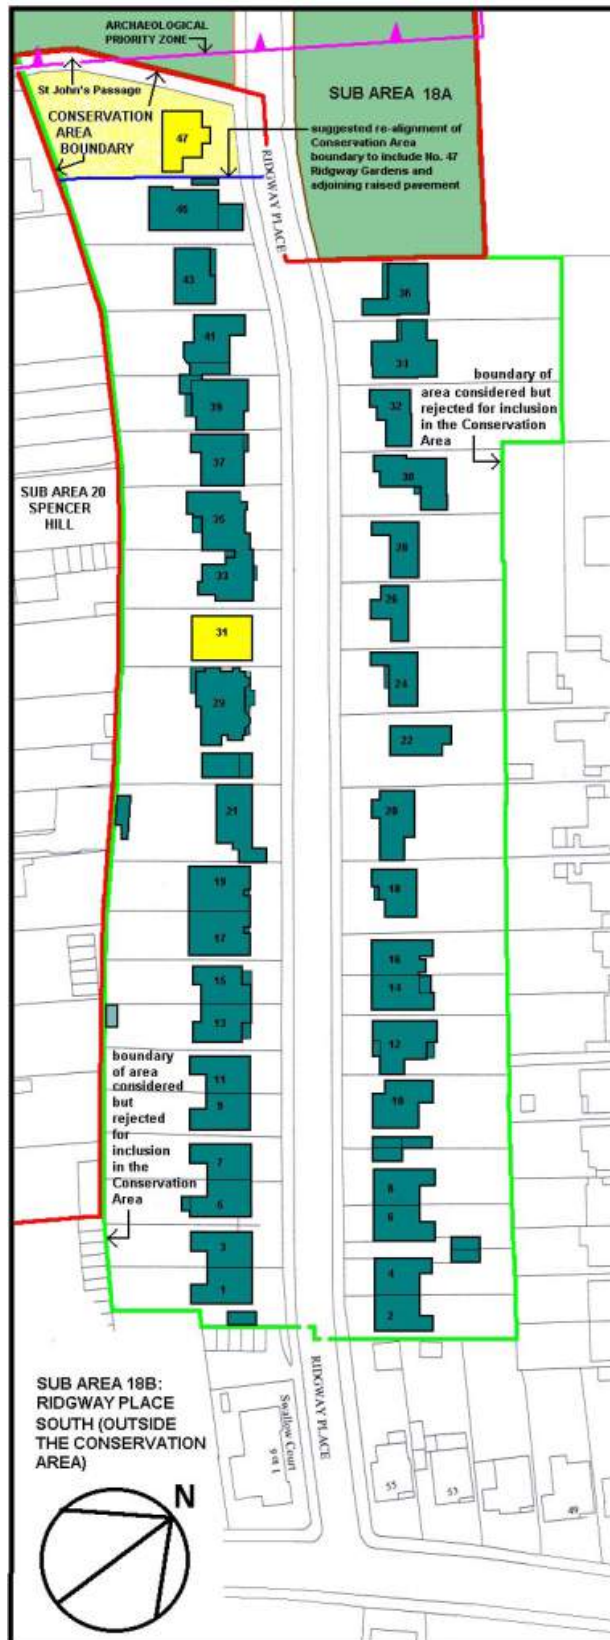 ARCHAEOLOGICAL
PRIORITY ZONE
St John's Passage
SUB AREA 18A
CONSERVATION
AREA
BOUNDARY
47
suggested re-alignment of
Conservation Area
boundary to include No. 47
Ridgway Gardens and
adjoining raised pavement
RIDGWAY PLACE
43
36
41
boundary of
area considered but
rejected for inclusion
in the Conservation
Area
39
32
37
30
SUB AREA 20
SPENCER
HILL
35
28
33
26
31
24
29
22
21
20
19
18
17
16
15
14
13
12
boundary
of area
considered
but
rejected
for
inclusion
in the
Conservation
Area
11
10
9
7
8
6
3
4
1
2
SUB AREA 18B:
RIDGWAY PLACE
SOUTH (OUTSIDE
THE CONSERVATION
AREA)
RIDGWAY PLACE
Swallow Court
1 to 6
55
53
49
N